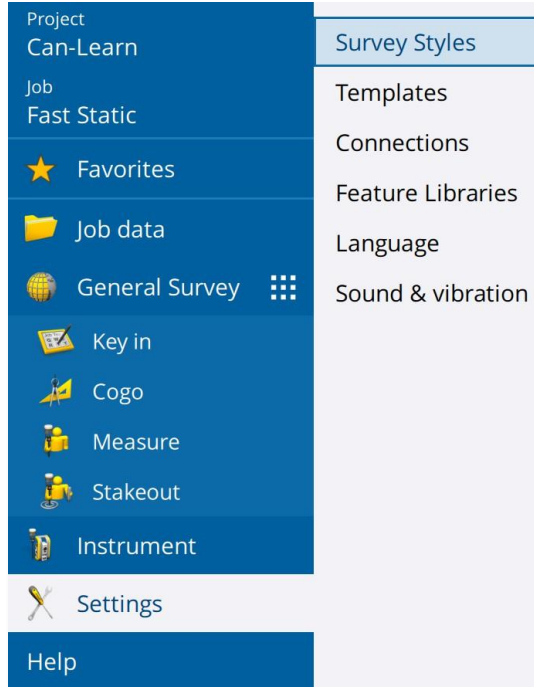 Project
Can-Learn
Job
Fast Static
Favorites
Job data
General Survey
Key in
Cogo
Measure
Stakeout
Instrument
Settings
Help
Survey Styles
Templates
Connections
Feature Libraries
Language
Sound & vibration